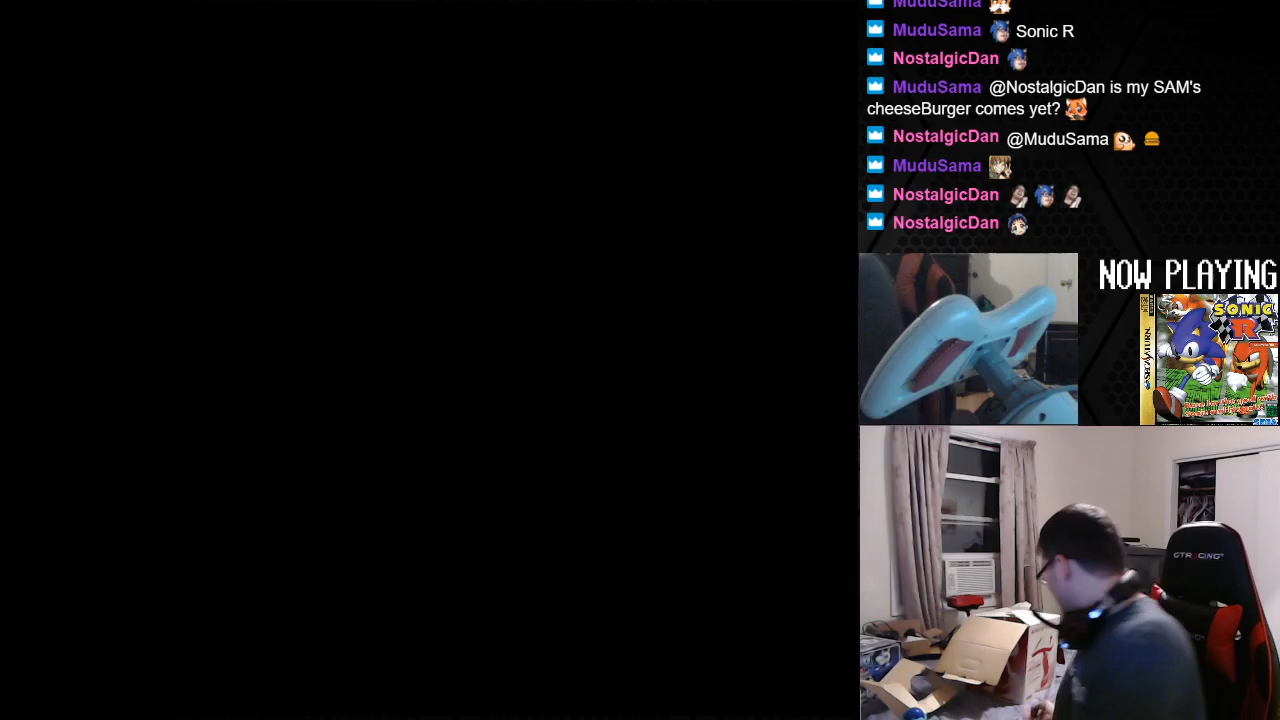 MuduSama
MuduSama Sonic R
NostalgicDan
MuduSama @NostalgicDan is my SAM's
cheeseBurger comes yet?
NostalgicDan @MuduSama
MuduSama
NostalgicDan
NostalgicDan
NOW PLAYING
SONIC
R
SEGA SATURN
SEGA
GTRACING